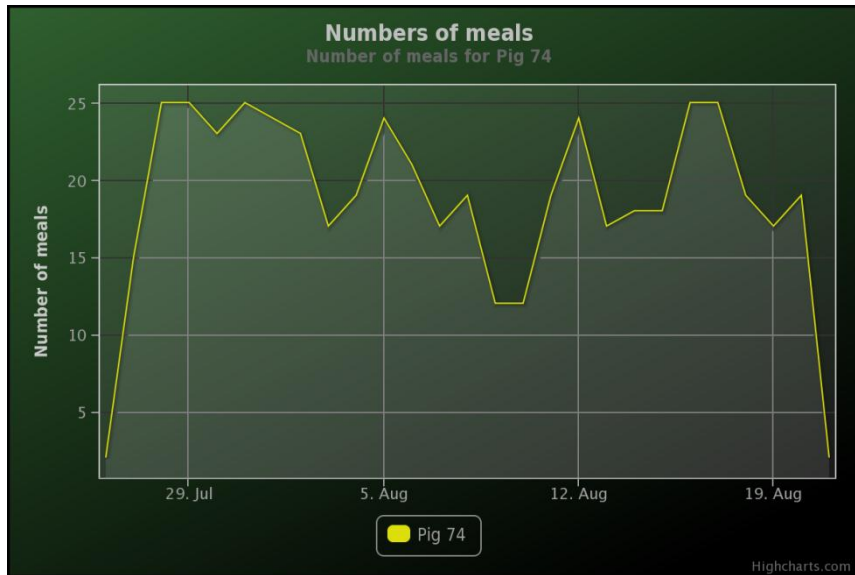 Numbers of meals
Number of meals for Pig 74
Number of meals
25
20
15
10
5
29. Jul
5. Aug
12. Aug
19. Aug
Pig 74
Highcharts.com